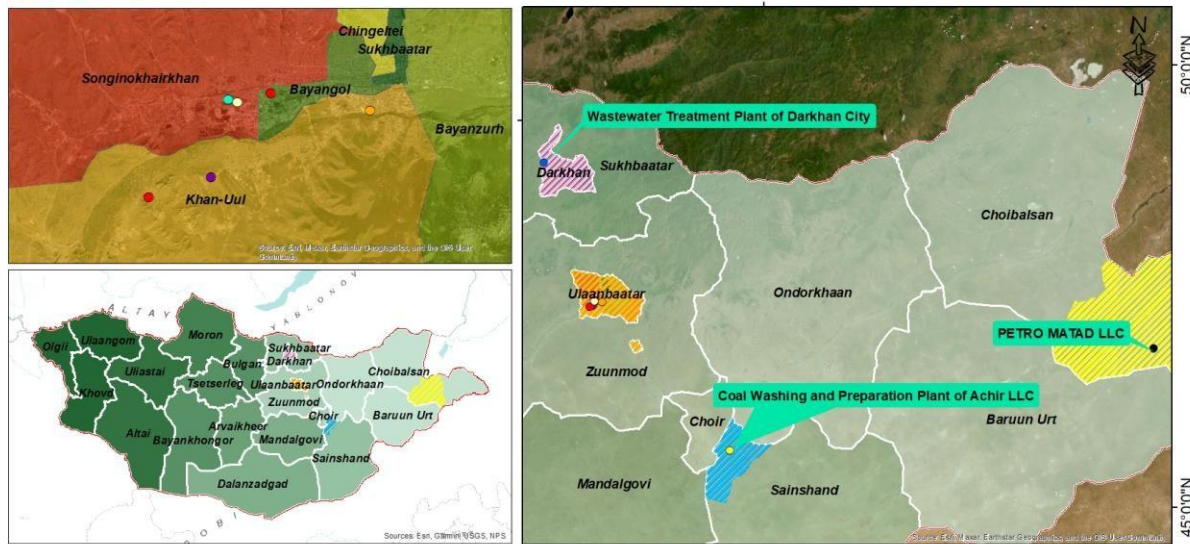 Chingeltei
Sukhbaatar
Songinokhairkhan
Bayangol
Bayanzurh
Khan-Uul
Source: Esri, Maxar, Earthstar Geographics, and the GIS User
Community
ALTAY
YABLONOV
Moron
Olgii
Ulaangom
Sukhbaatar
Darkhan
Bulgan
Uliastai
Choibalsan
Tsetserleg
Ulaanbaatar
Ondorkhaan
Khovd
Zuunmod
Baruun Urt
Choir
Arvaikheer
Altai
Bayankhongor
Mandalgovi
Sainshand
Dalanzadgad
GOBI
Sources: Esri, Garmin, USGS, NPS
N
50°0'0"N
Wastewater Treatment Plant of Darkhan City
Sukhbaatar
Darkhan
Choibalsan
Ulaanbaatar
Ondorkhaan
PETRO MATAD LLC
Zuunmod
Coal Washing and Preparation Plant of Achir LLC
Choir
Baruun Urt
Mandalgovi
Sainshand
45°0'0"N
Source: Esri, Maxar, Earthstar Geographics, and the GIS User Community